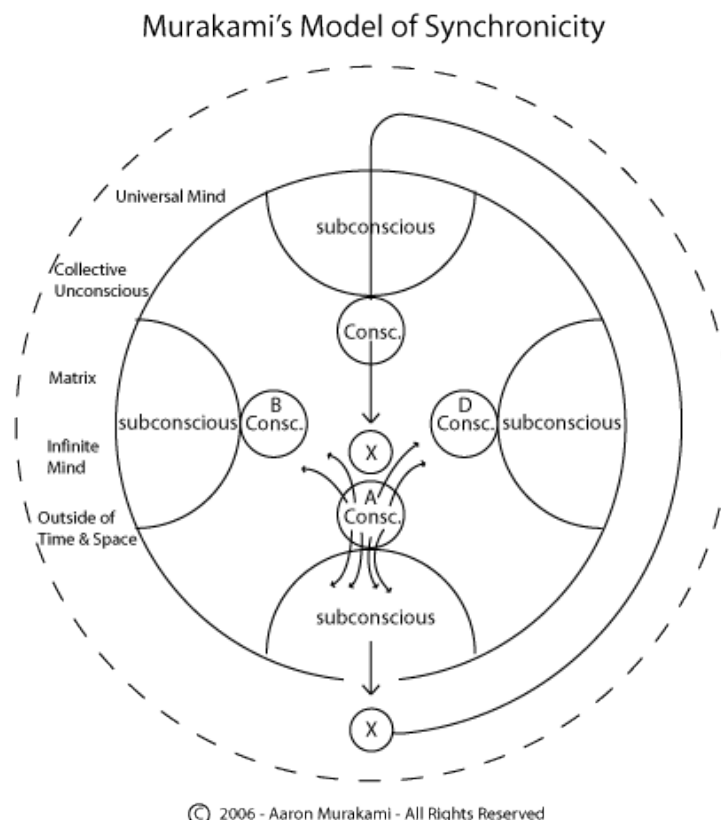 Murakami's Model of Synchronicity
Universal Mind
subconscious
Collective
Unconscious
Consc.
Matrix
subconscious
B
Consc.
D
Consc.
subconscious
Infinite
Mind
X
A
Consc.
Outside of
Time & Space
subconscious
X
© 2006 - Aaron Murakami - All Rights Reserved